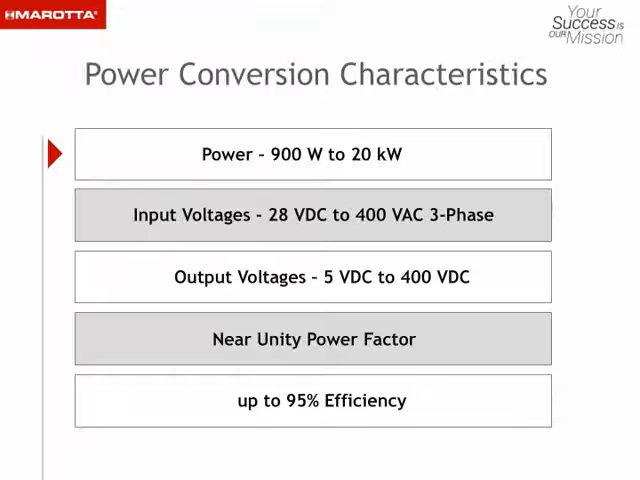 MAROTTA
Your
Success is
OUR Mission
Power Conversion Characteristics
Power – 900 W to 20 kW
Input Voltages - 28 VDC to 400 VAC 3-Phase
Output Voltages – 5 VDC to 400 VDC
Near Unity Power Factor
up to 95% Efficiency